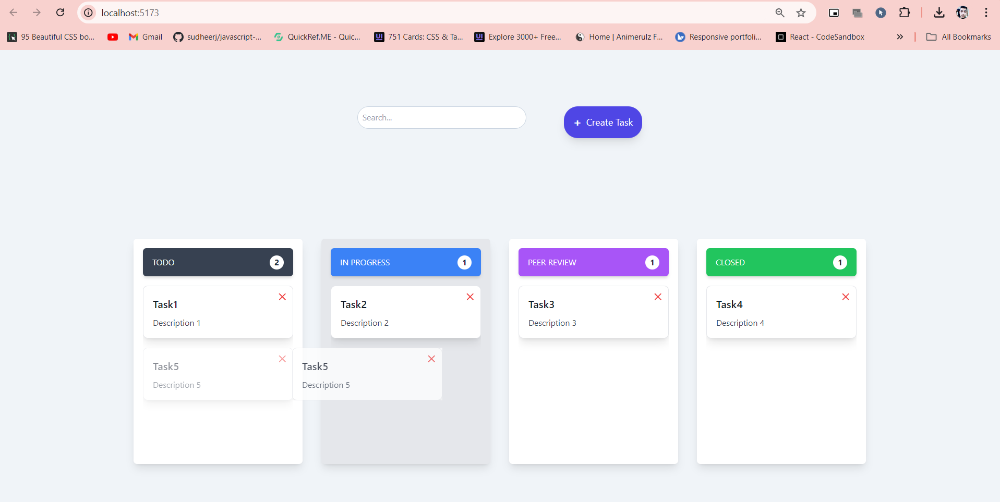 localhost:5173
95 Beautiful CSS bo...
Gmail
sudheerj/javascript-...
QuickRef.ME - Quic...
UI
751 Cards: CSS & Ta...
UI
Explore 3000+ Free...
Home | Animerulz F...
Responsive portfoli...
React - CodeSandbox
All Bookmarks
Search...
+ Create Task
TODO 2
IN PROGRESS 1
PEER REVIEW 1
CLOSED 1
Task1
Description 1
Task2
Description 2
Task3
Description 3
Task4
Description 4
Task5
Description 5
Task5
Description 5